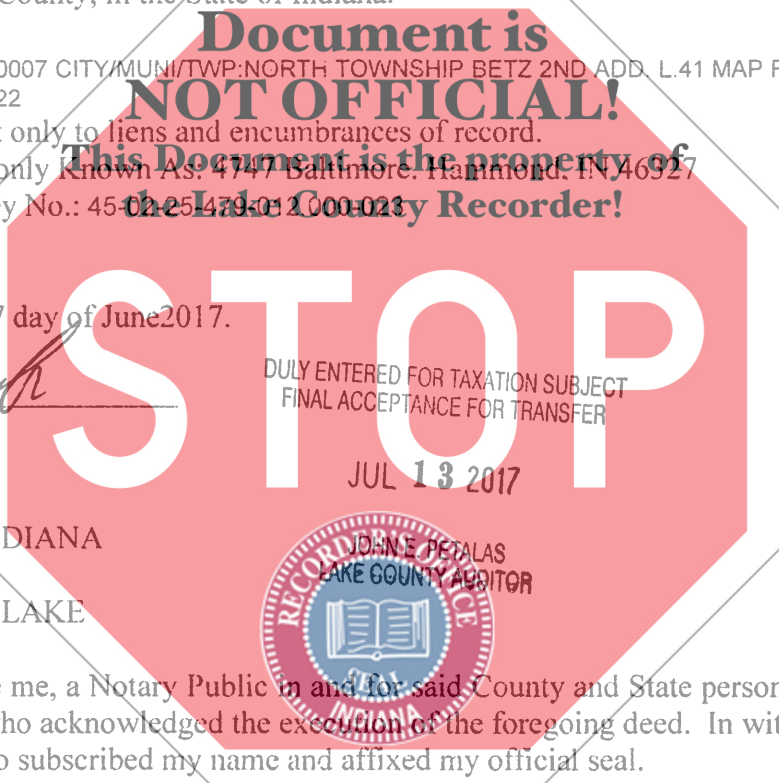 County, in the State of Indiana.
Document is
0007 CITY/MUNI/TWP:NORTH TOWNSHIP BETZ 2ND ADD. L.41 MAP
22
NOT OFFICIAL!
only to liens and encumbrances of record.
This Document is the property of
only Known As: 4747 Baltimore. Hammond. IN 46327
the Lake County Recorder!
y No.: 45-02-25-479-012.000-023
STOP
day of June2017.
DULY ENTERED FOR TAXATION SUBJECT
FINAL ACCEPTANCE FOR TRANSFER
JUL 13 2017
DIANA
JOHN E. PETALAS
LAKE COUNTY AUDITOR
RECORDER'S OFFICE
SEAL
INDIANA
LAKE
me, a Notary Public in and for said County and State person
ho acknowledged the execution of the foregoing deed. In wit
o subscribed my name and affixed my official seal.